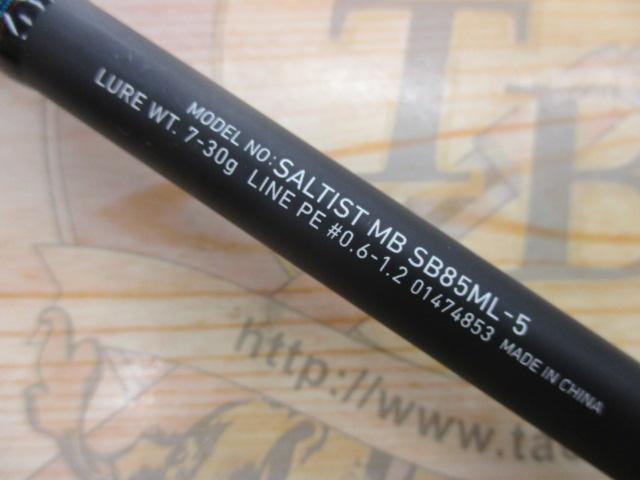 MODEL NO:SALTIST MB SB85ML-5
LURE WT. 7-30g LINE PE #0.6-1.2 01474853 MADE IN CHINA
TB
http://www.ta